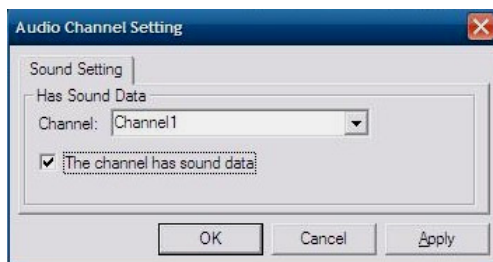 Audio Channel Setting
Sound Setting
Has Sound Data
Channel: Channel1
The channel has sound data
OK Cancel Apply